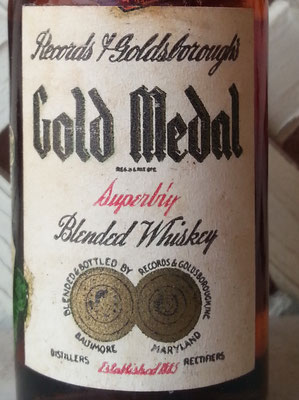 Records & Goldsborough's
Gold Medal
REG. U.S. PAT. OFF.
Superbly
Blended Whiskey
BLENDED & BOTTLED BY RECORDS & GOLDSBOROUGH, INC.
BALTIMORE MARYLAND
DISTILLERS RECTIFIERS
Established 1885